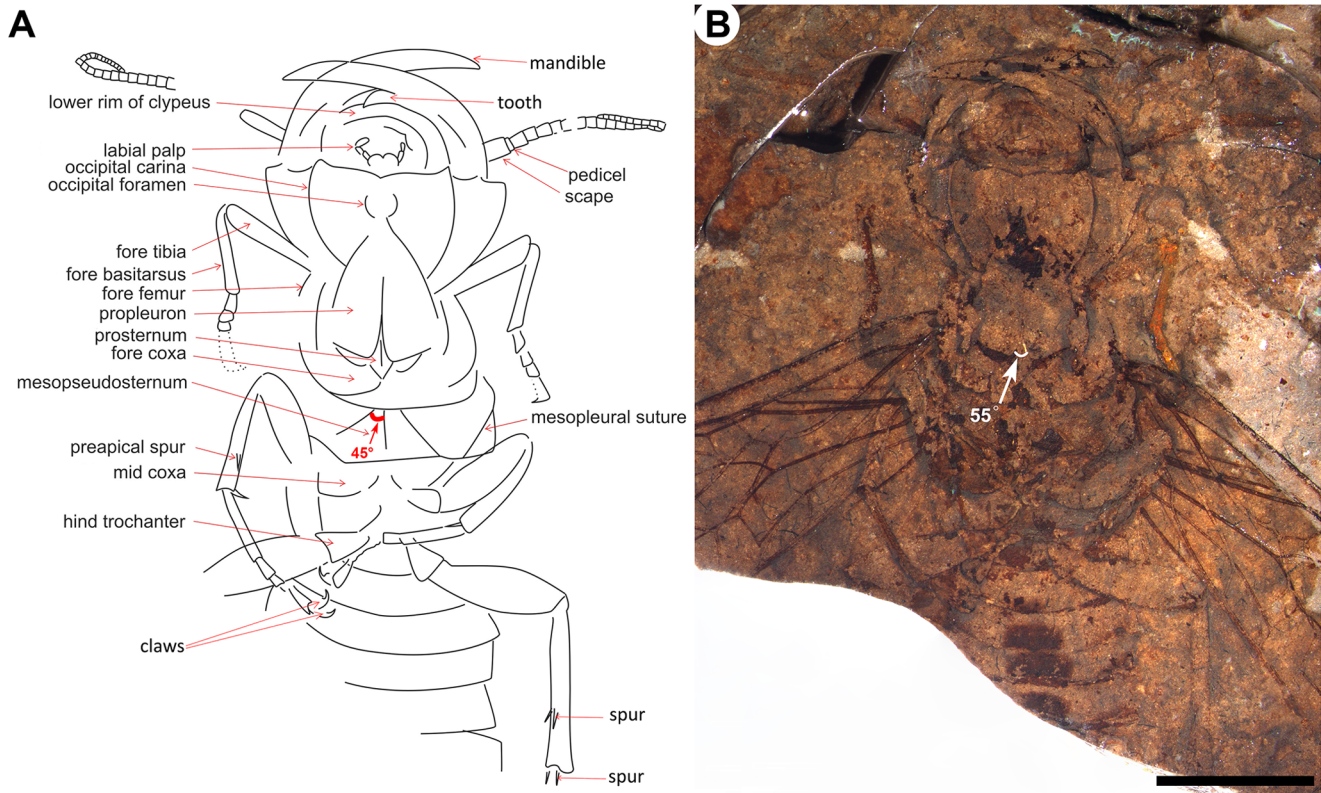 A
B
mandible
lower rim of clypeus
tooth
labial palp
occipital carina
occipital foramen
pedicel
scape
fore tibia
fore basitarsus
fore femur
propleuron
prosternum
fore coxa
mesopseudosternum
mesopleural suture
45°
55°
preapical spur
mid coxa
hind trochanter
claws
spur
spur